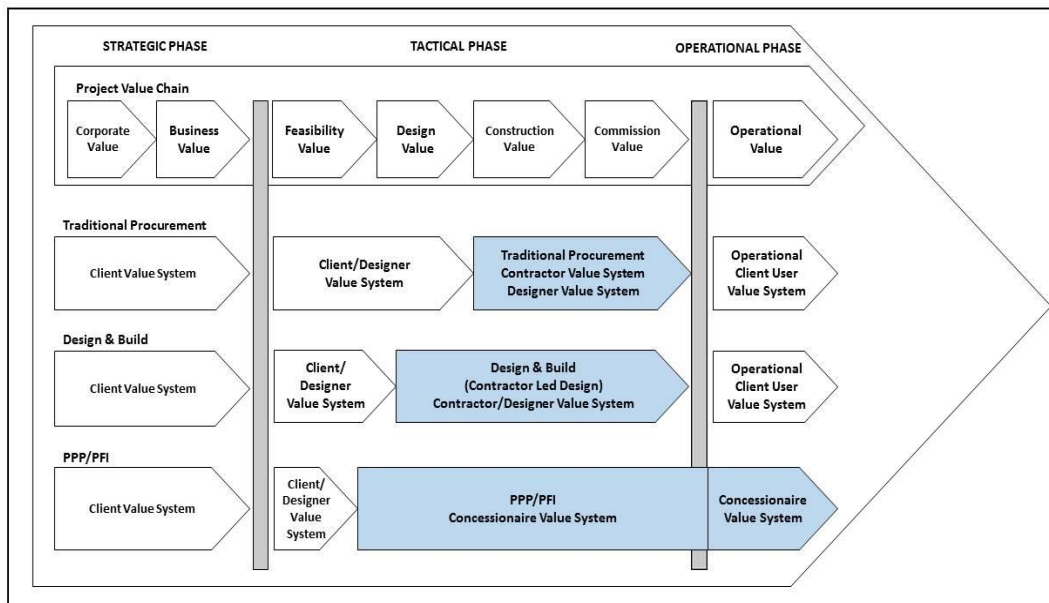 STRATEGIC PHASE
TACTICAL PHASE
OPERATIONAL PHASE
Project Value Chain
Corporate
Value
Business
Value
Feasibility
Value
Design
Value
Construction
Value
Commission
Value
Operational
Value
Traditional Procurement
Client Value System
Client/Designer
Value System
Traditional Procurement
Contractor Value System
Designer Value System
Operational
Client User
Value System
Design & Build
Client Value System
Client/
Designer
Value System
Design & Build
(Contractor Led Design)
Contractor/Designer Value System
Operational
Client User
Value System
PPP/PFI
Client Value System
Client/
Designer
Value
System
PPP/PFI
Concessionaire Value System
Concessionaire
Value System